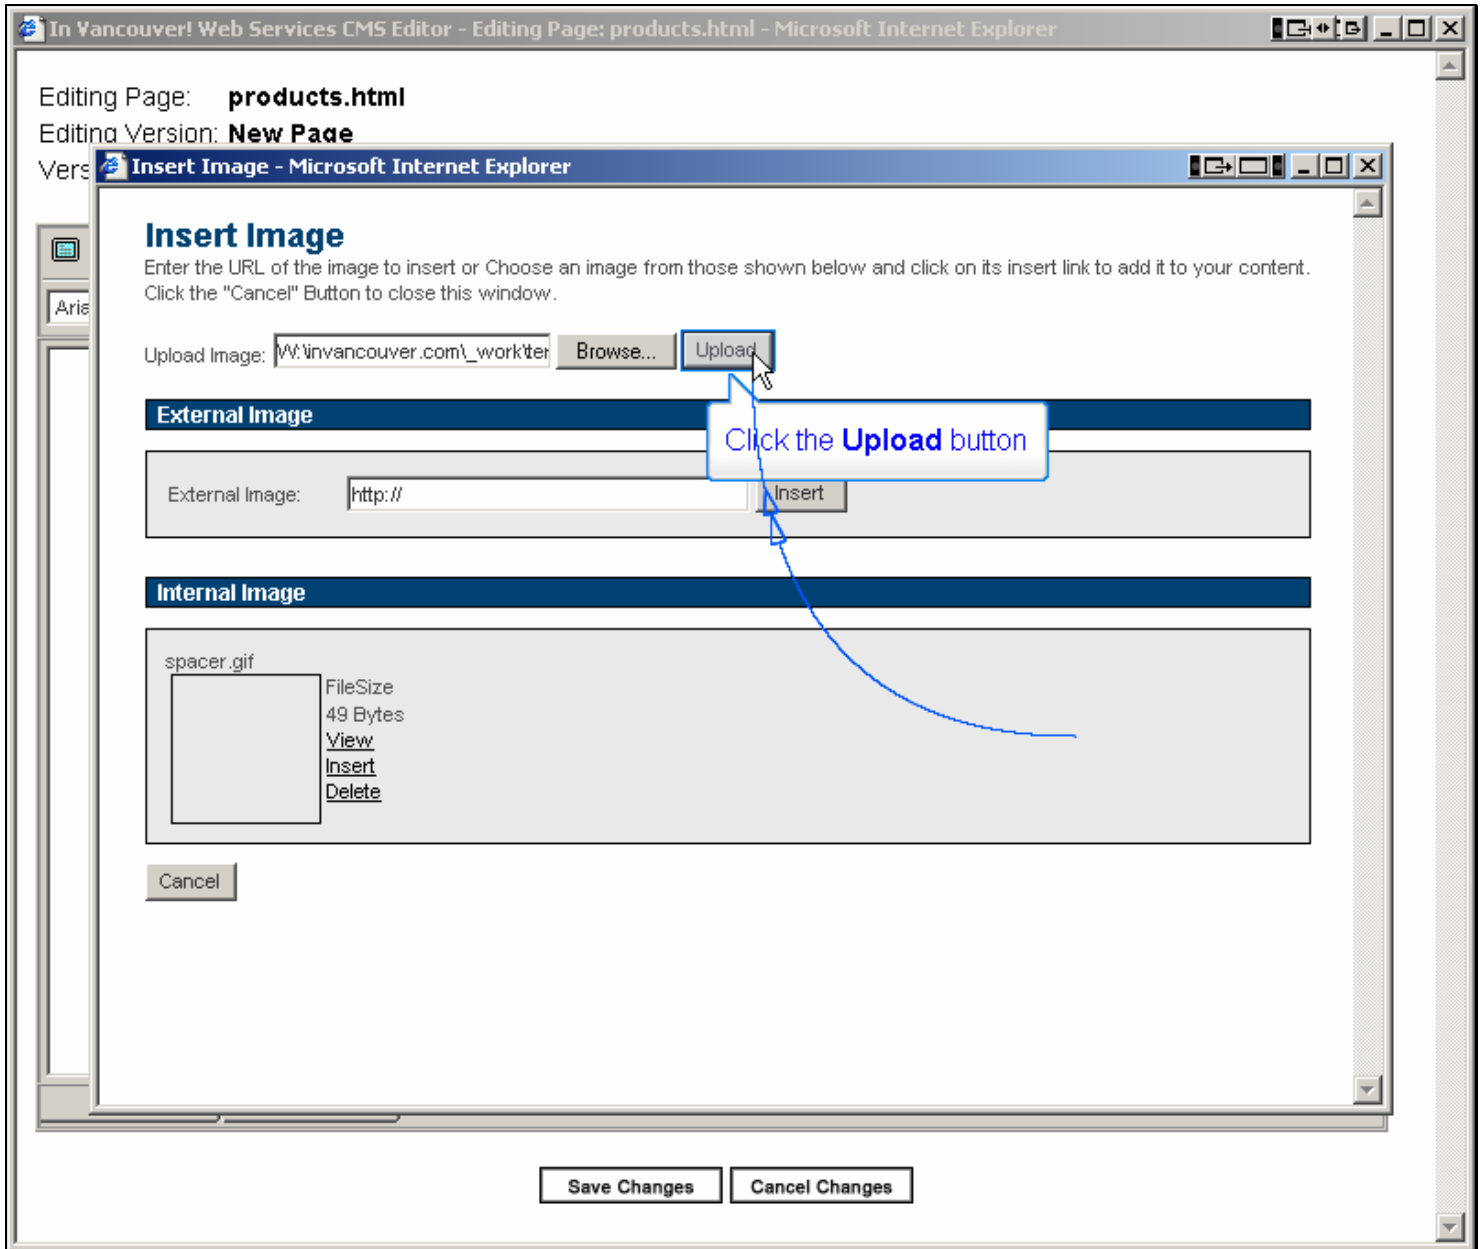 In Vancouver! Web Services CMS Editor - Editing Page: products.html - Microsoft Internet Explorer
Editing Page: products.html
Editing Version: New Page
Vers
Insert Image - Microsoft Internet Explorer
Insert Image
Enter the URL of the image to insert or Choose an image from those shown below and click on its insert link to add it to your content.
Click the "Cancel" Button to close this window.
Aria
Upload Image: W:\invancouver.com\_work\ter Browse... Upload
External Image
Click the Upload button
External Image: http:// Insert
Internal Image
spacer.gif
FileSize
49 Bytes
View
Insert
Delete
Cancel
Save Changes Cancel Changes